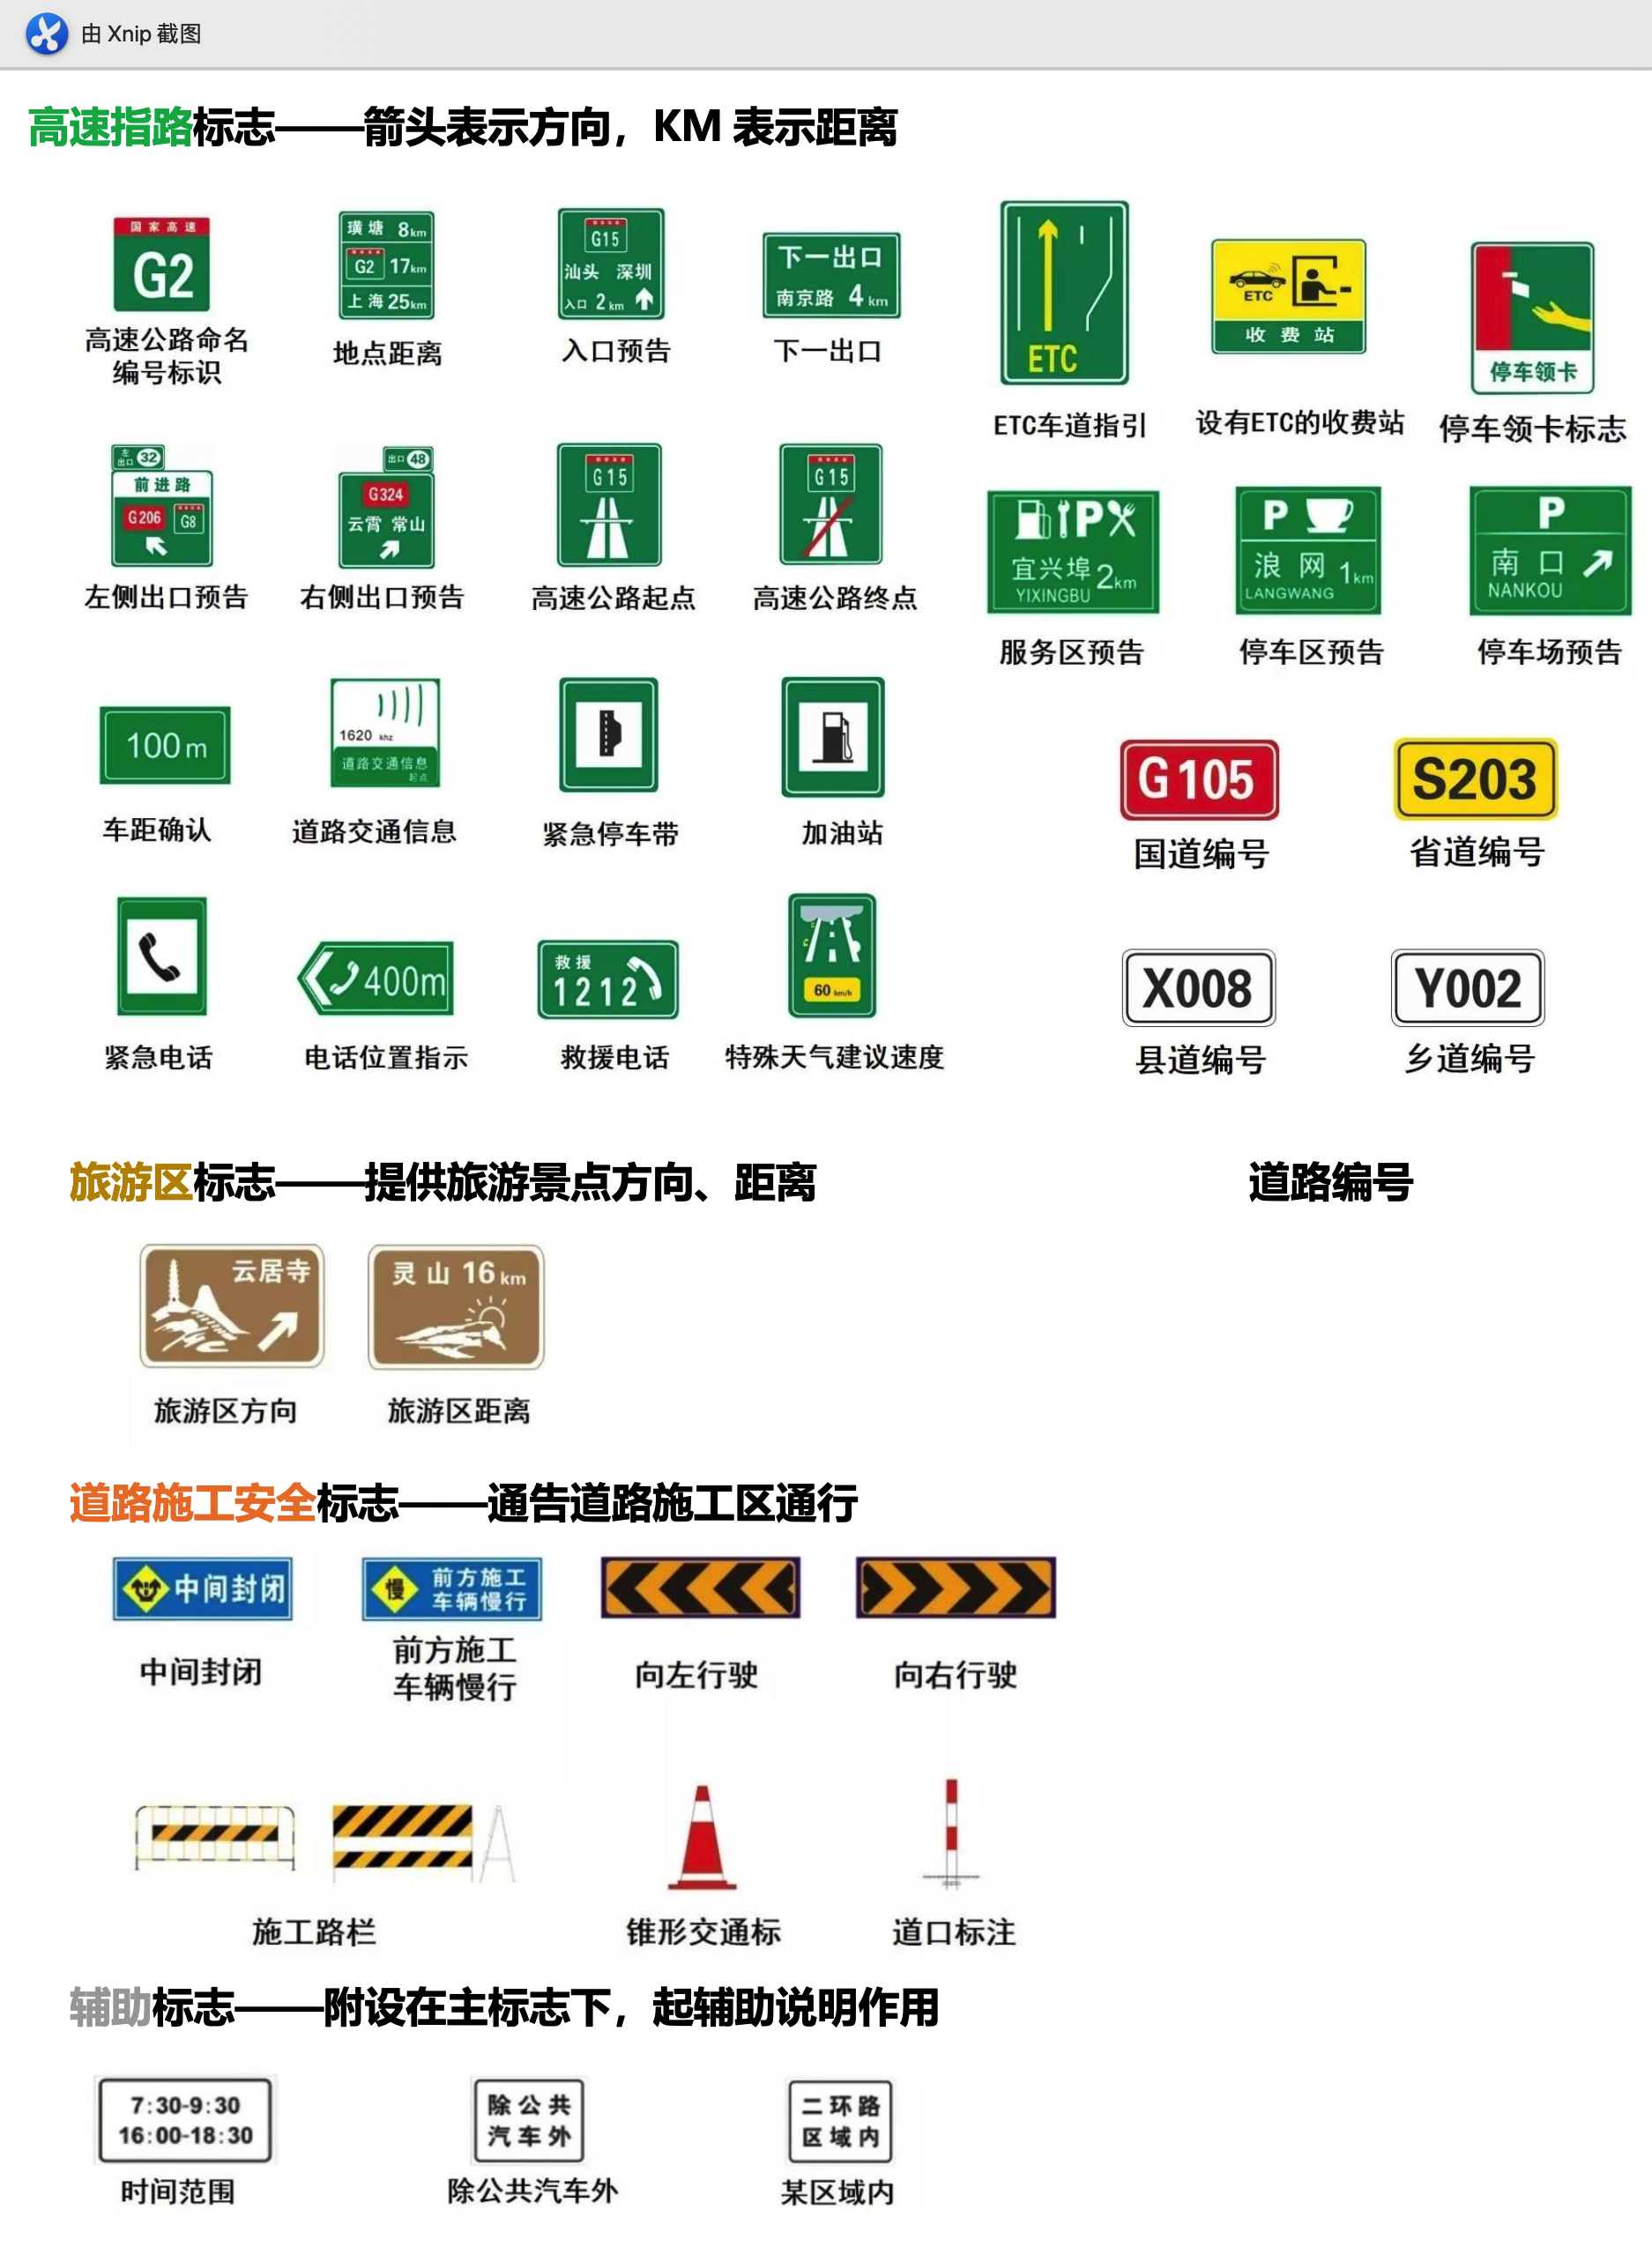 由 Xnip 截图
高速指路标志——箭头表示方向，KM 表示距离
国家高速
G2
高速公路命名
编号标识
璜塘 8km
G2 17km
上海 25km
地点距离
G15
汕头 深圳
入口 2km
入口预告
下一出口
南京路 4km
下一出口
ETC
ETC车道指引
ETC
收费站
设有ETC的收费站
停车领卡
停车领卡标志
左
出口 32
前进路
G206 G8
左侧出口预告
出口 48
G324
云霄 常山
右侧出口预告
G15
高速公路起点
G15
高速公路终点
P
宜兴埠 2km
YIXINGBU
服务区预告
P
浪网 1km
LANGWANG
停车区预告
P
南口
NANKOU
停车场预告
100m
车距确认
1620 khz
道路交通信息
起点
道路交通信息
紧急停车带
加油站
G105
国道编号
S203
省道编号
紧急电话
400m
电话位置指示
救援
1212
救援电话
60 km/h
特殊天气建议速度
X008
县道编号
Y002
乡道编号
旅游区标志——提供旅游景点方向、距离
道路编号
云居寺
旅游区方向
灵山 16km
旅游区距离
道路施工安全标志——通告道路施工区通行
中间封闭
中间封闭
慢
前方施工
车辆慢行
前方施工
车辆慢行
向左行驶
向右行驶
施工路栏
锥形交通标
道口标注
辅助标志——附设在主标志下，起辅助说明作用
7:30-9:30
16:00-18:30
时间范围
除公共
汽车外
除公共汽车外
二环路
区域内
某区域内